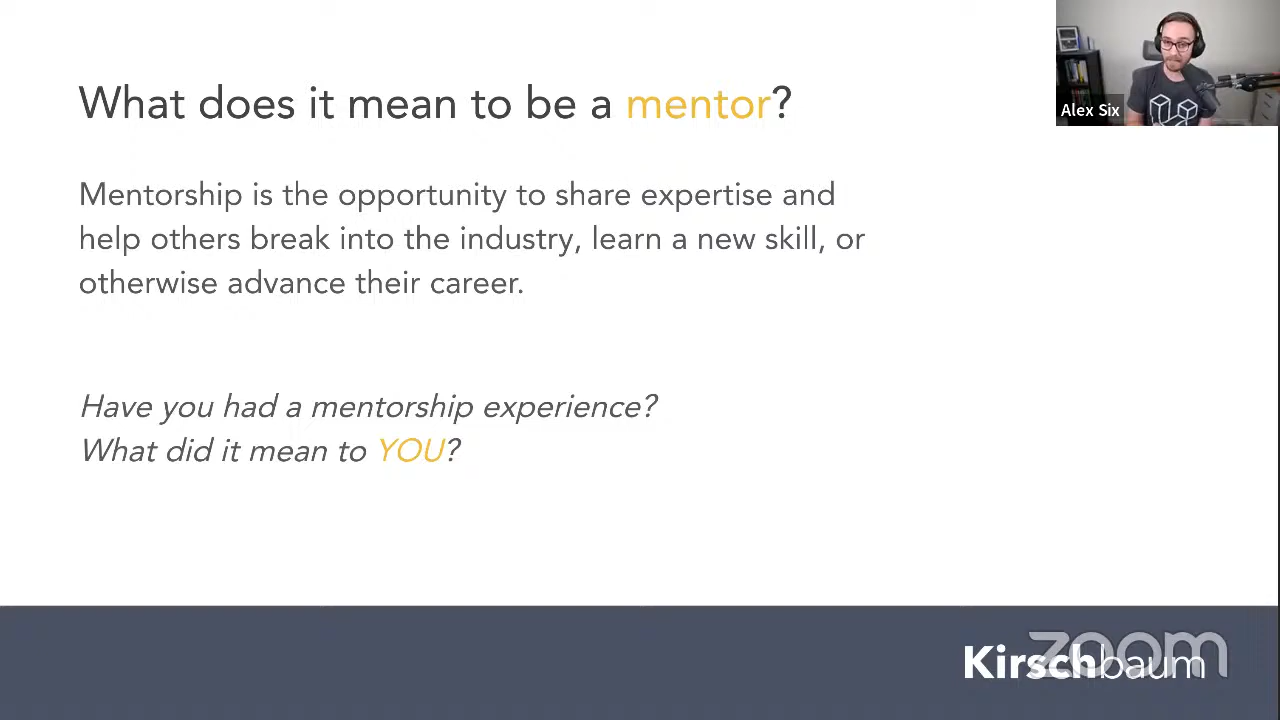 What does it mean to be a mentor?
Alex Six
Mentorship is the opportunity to share expertise and
help others break into the industry, learn a new skill, or
otherwise advance their career.
Have you had a mentorship experience?
What did it mean to YOU?
Kirschbaum
zoom